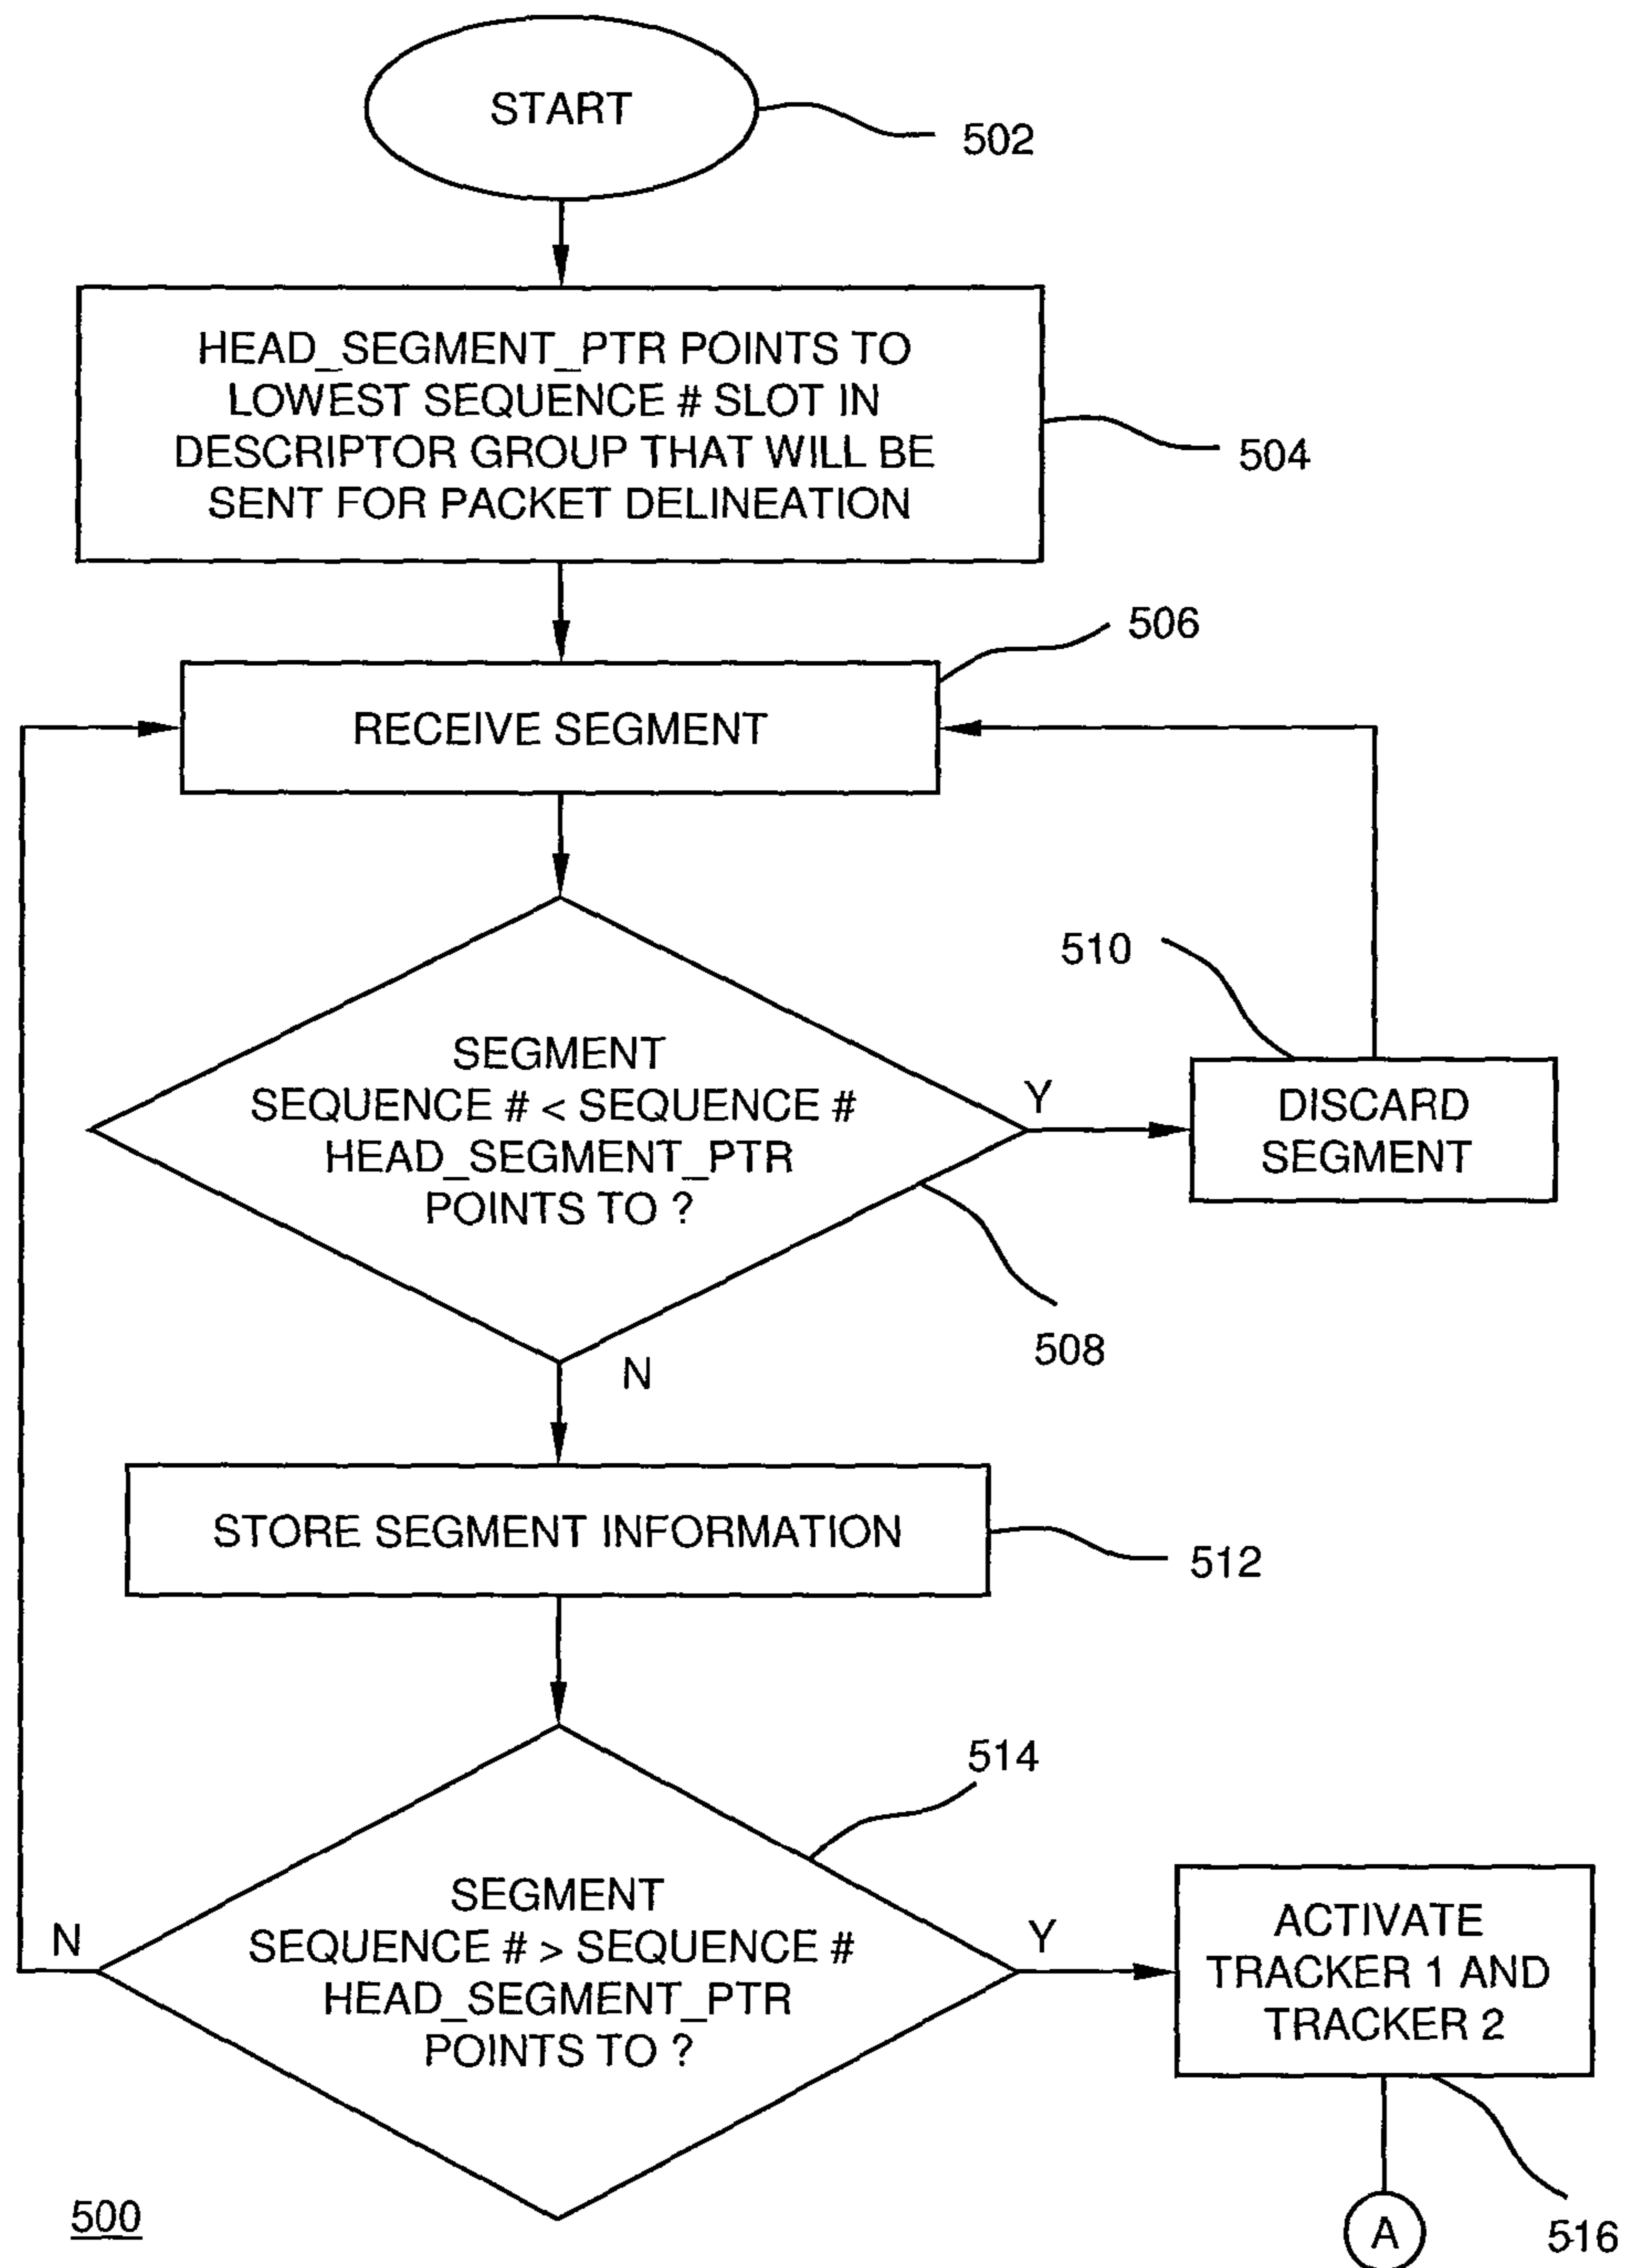 START
502
HEAD_SEGMENT_PTR POINTS TO
LOWEST SEQUENCE # SLOT IN
DESCRIPTOR GROUP THAT WILL BE
SENT FOR PACKET DELINEATION
504
506
RECEIVE SEGMENT
510
SEGMENT
SEQUENCE # < SEQUENCE #
HEAD_SEGMENT_PTR
POINTS TO ?
Y
DISCARD
SEGMENT
508
N
STORE SEGMENT INFORMATION
512
514
SEGMENT
SEQUENCE # > SEQUENCE #
HEAD_SEGMENT_PTR
POINTS TO ?
N
Y
ACTIVATE
TRACKER 1 AND
TRACKER 2
500
A
516